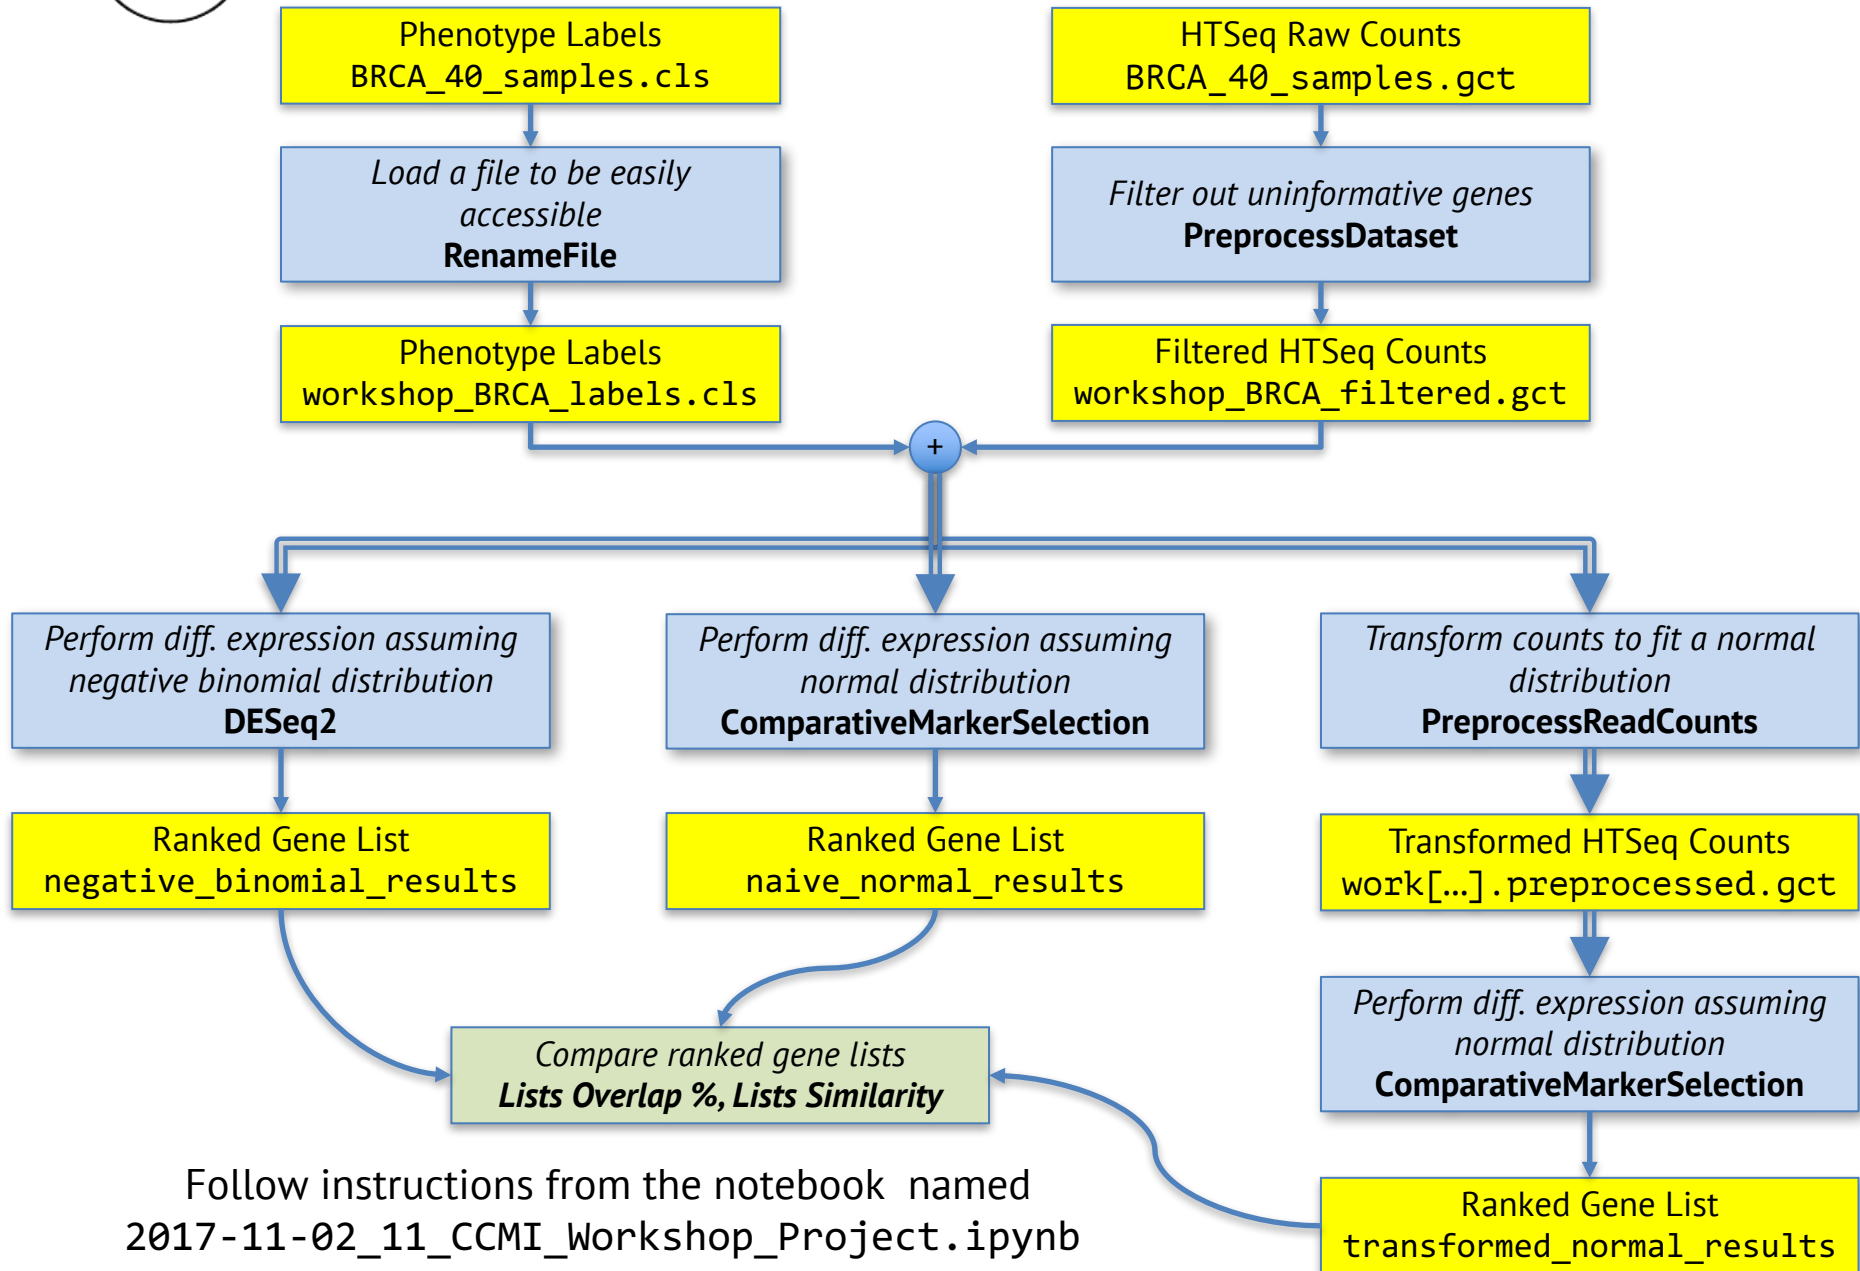 Phenotype Labels
BRCA_40_samples.cls
HTSeq Raw Counts
BRCA_40_samples.gct
Load a file to be easily
accessible
RenameFile
Filter out uninformative genes
PreprocessDataset
Phenotype Labels
workshop_BRCA_labels.cls
Filtered HTSeq Counts
workshop_BRCA_filtered.gct
+
Perform diff. expression assuming
negative binomial distribution
DESeq2
Perform diff. expression assuming
normal distribution
ComparativeMarkerSelection
Transform counts to fit a normal
distribution
PreprocessReadCounts
Ranked Gene List
negative_binomial_results
Ranked Gene List
naive_normal_results
Transformed HTSeq Counts
work[...].preprocessed.gct
Perform diff. expression assuming
normal distribution
ComparativeMarkerSelection
Compare ranked gene lists
Lists Overlap %, Lists Similarity
Ranked Gene List
transformed_normal_results
Follow instructions from the notebook named
2017-11-02_11_CCMI_Workshop_Project.ipynb